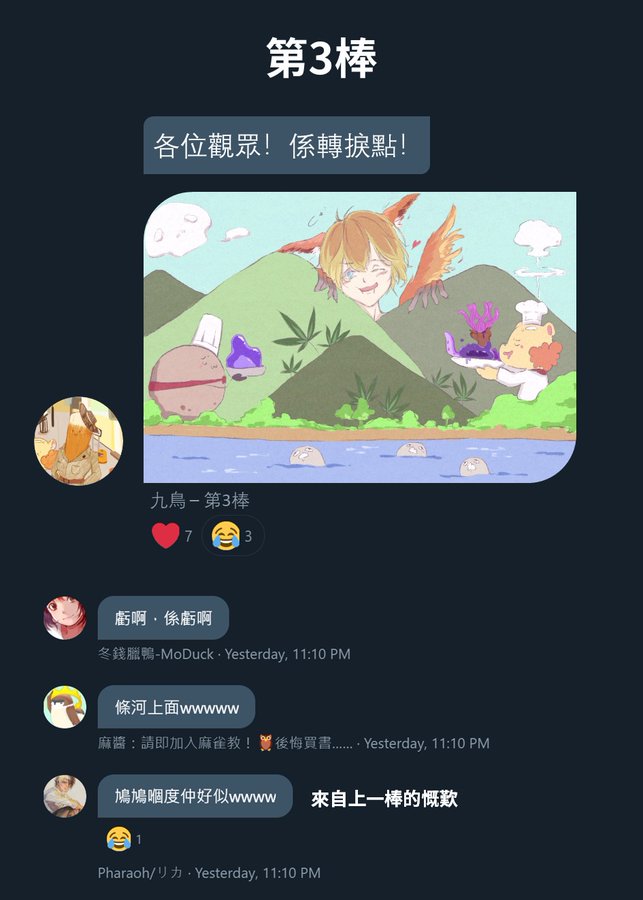 第3棒
各位觀眾！係轉捩點！
九鳥 – 第3棒
7
3
虧啊，係虧啊
冬錢臘鴨-MoDuck · Yesterday, 11:10 PM
條河上面wwwww
麻醬：請即加入麻雀教！🦉後悔買書...... · Yesterday, 11:10 PM
鳩鳩嗰度仲好似wwww
來自上一棒的慨歎
1
Pharaoh/リカ · Yesterday, 11:10 PM